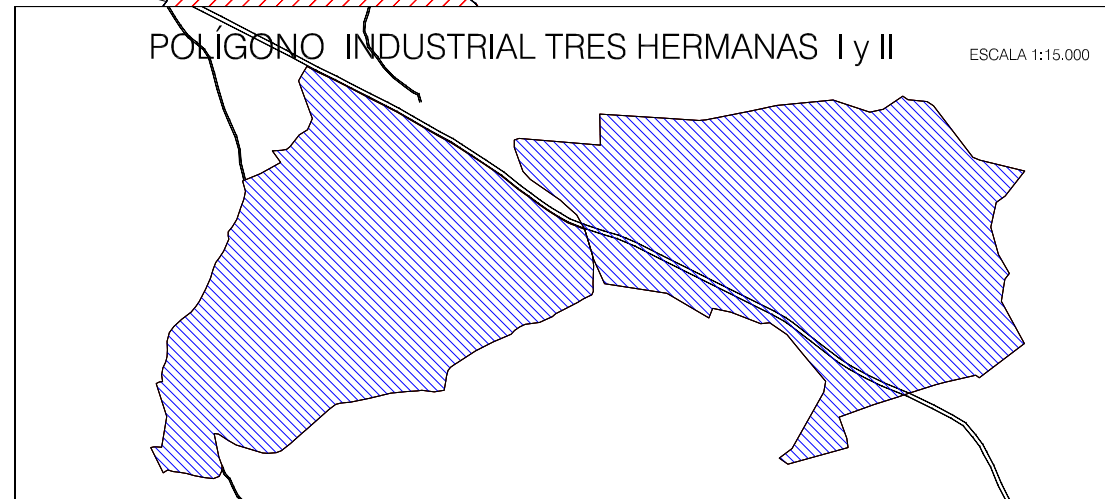 POLÍGONO INDUSTRIAL TRES HERMANAS I y II
ESCALA 1:15.000